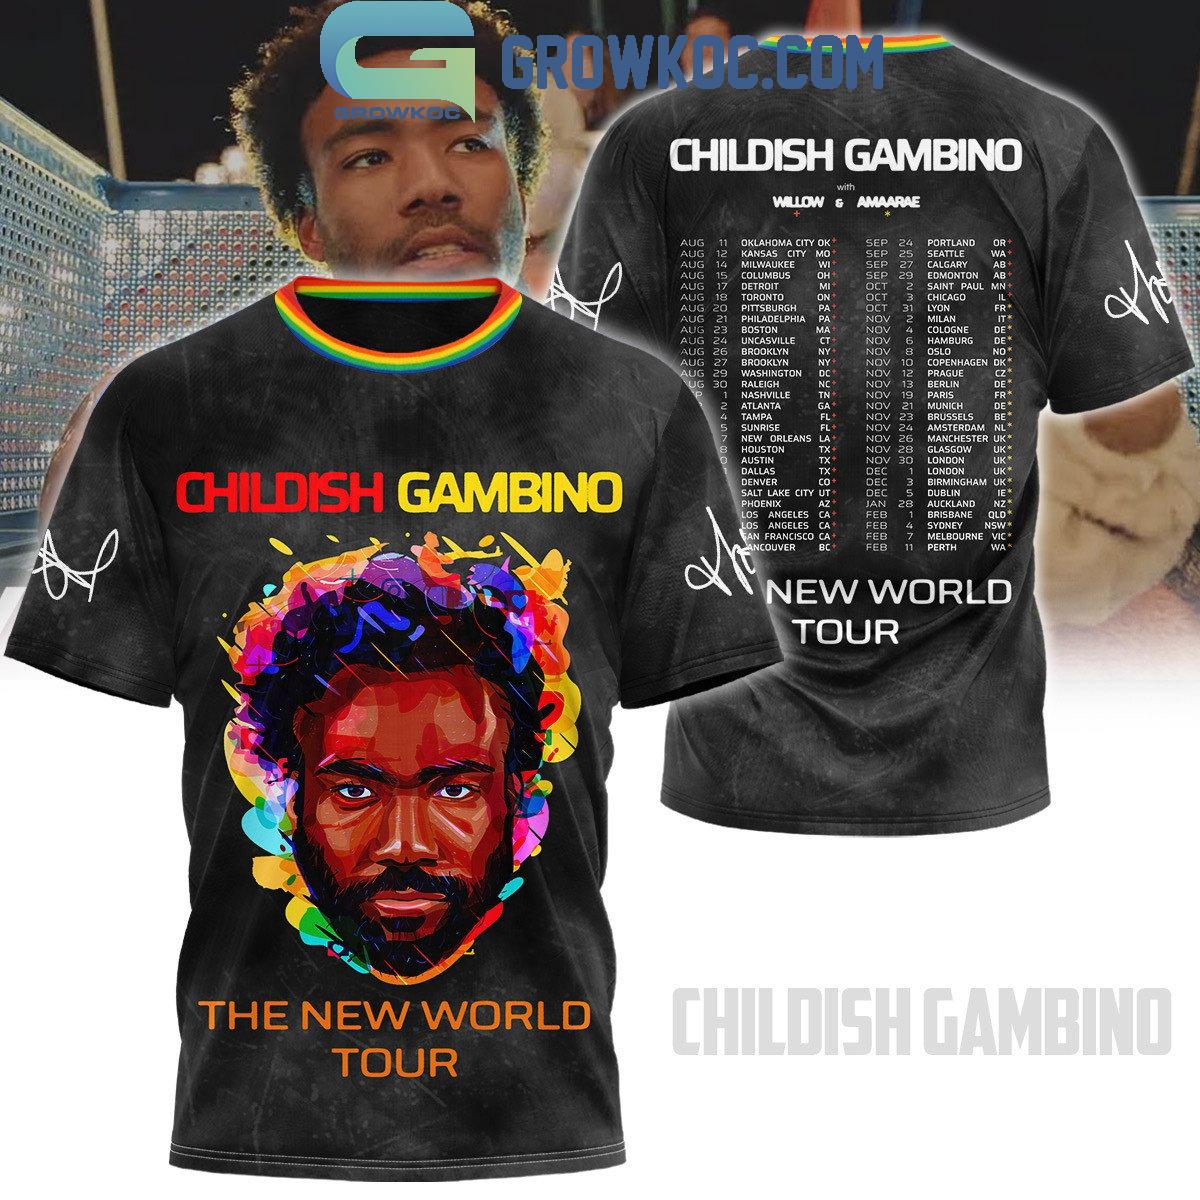 GROWKOC
GROWKOC.COM
CHILDISH GAMBINO
with
WILLOW & AMAARAE
+ *
AUG 11 OKLAHOMA CITY OK+
AUG 12 KANSAS CITY MO+
AUG 14 MILWAUKEE WI+
AUG 15 COLUMBUS OH+
AUG 17 DETROIT MI+
AUG 18 TORONTO ON+
AUG 20 PITTSBURGH PA+
AUG 21 PHILADELPHIA PA+
AUG 23 BOSTON MA+
AUG 24 UNCASVILLE CT+
AUG 26 BROOKLYN NY+
AUG 27 BROOKLYN NY+
AUG 29 WASHINGTON DC+
UG 30 RALEIGH NC+
1 NASHVILLE TN+
2 ATLANTA GA+
4 TAMPA FL+
5 SUNRISE FL+
7 NEW ORLEANS LA+
8 HOUSTON TX+
0 AUSTIN TX+
DALLAS TX+
DENVER CO+
SALT LAKE CITY UT+
PHOENIX AZ+
LOS ANGELES CA+
LOS ANGELES CA+
SAN FRANCISCO CA+
ANCOUVER BC+
SEP 24 PORTLAND OR+
SEP 25 SEATTLE WA+
SEP 27 CALGARY AB+
SEP 29 EDMONTON AB+
OCT 2 SAINT PAUL MN+
OCT 3 CHICAGO IL+
OCT 31 LYON FR*
NOV 2 MILAN IT*
NOV 4 COLOGNE DE*
NOV 6 HAMBURG DE*
NOV 8 OSLO NO*
NOV 10 COPENHAGEN DK*
NOV 12 PRAGUE CZ*
NOV 13 BERLIN DE*
NOV 19 PARIS FR*
NOV 21 MUNICH DE*
NOV 23 BRUSSELS BE*
NOV 24 AMSTERDAM NL*
NOV 26 MANCHESTER UK*
NOV 28 GLASGOW UK*
NOV 30 LONDON UK*
DEC 1 LONDON UK*
DEC 3 BIRMINGHAM UK*
DEC 5 DUBLIN IE*
JAN 28 AUCKLAND NZ*
FEB 1 BRISBANE QLD*
FEB 4 SYDNEY NSW*
FEB 7 MELBOURNE VIC*
FEB 11 PERTH WA*
NEW WORLD
TOUR
CHILDISH GAMBINO
THE NEW WORLD
TOUR
CHILDISH GAMBINO